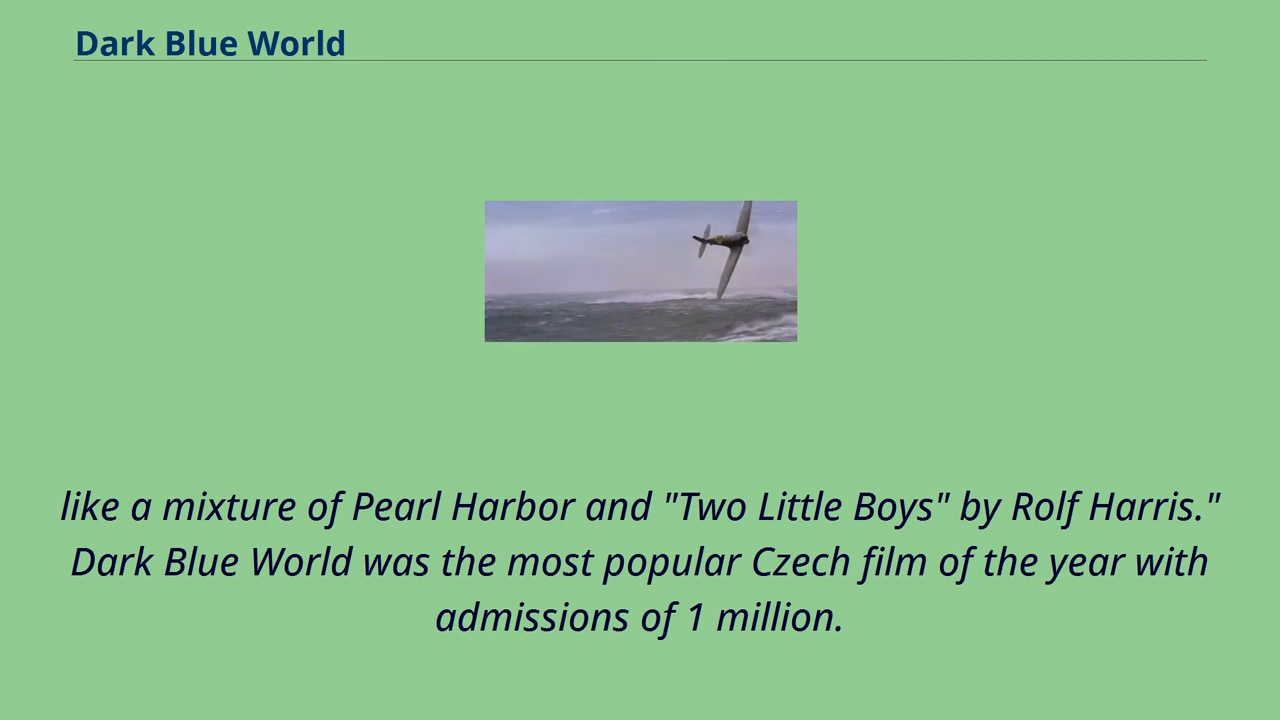 Dark Blue World
like a mixture of Pearl Harbor and "Two Little Boys" by Rolf Harris."
Dark Blue World was the most popular Czech film of the year with
admissions of 1 million.